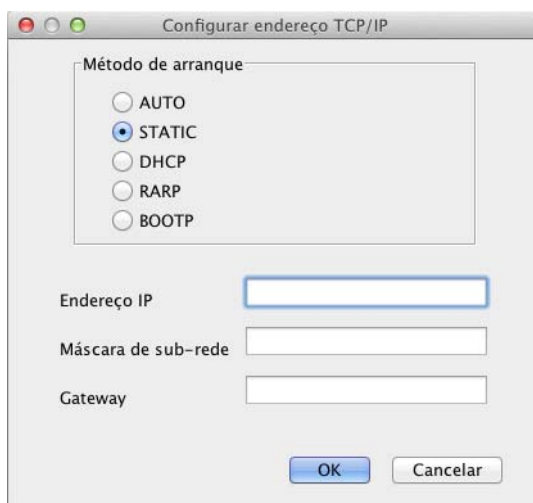 Configurar endereço TCP/IP
Método de arranque
AUTO
STATIC
DHCP
RARP
BOOTP
Endereço IP
Máscara de sub-rede
Gateway
OK Cancelar